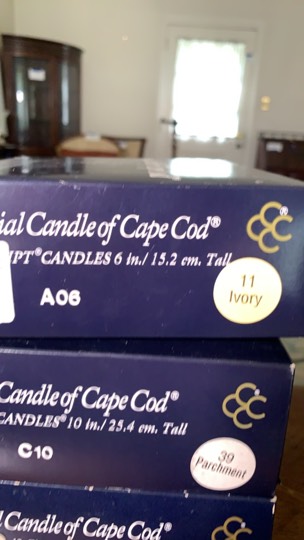 ial Candle of Cape Cod®
IPT® CANDLES 6 in./ 15.2 cm. Tall
11
Ivory
A06
Candle of Cape Cod®
CANDLES® 10 in./ 25.4 cm. Tall
39
Parchment
C10
l Candle of Cape Cod®